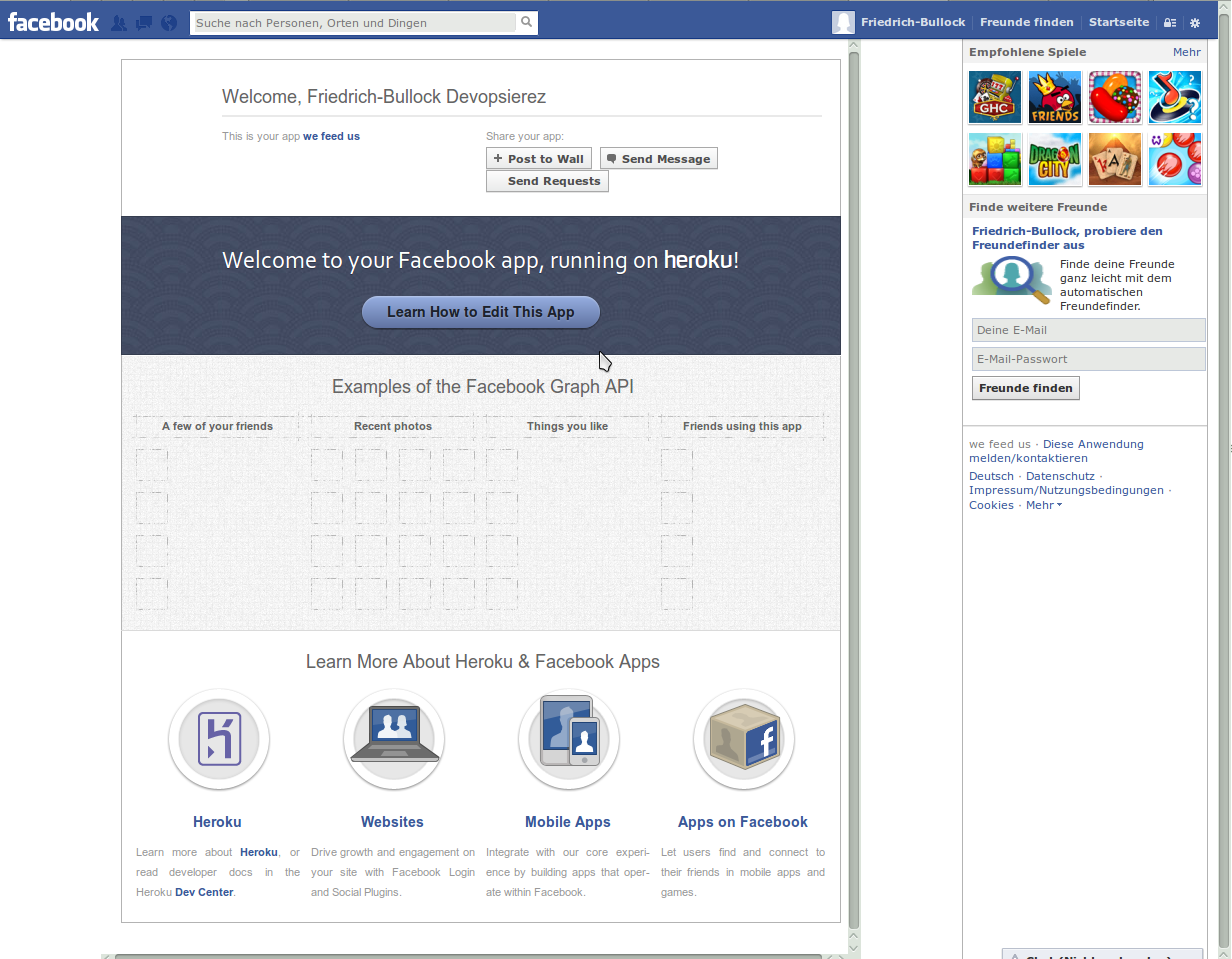 facebook
Suche nach Personen, Orten und Dingen
Friedrich-Bullock
Freunde finden
Startseite
Welcome, Friedrich-Bullock Devopsierez
This is your app we feed us
Share your app:
+ Post to Wall
Send Message
Send Requests
Welcome to your Facebook app, running on heroku!
Learn How to Edit This App
Examples of the Facebook Graph API
A few of your friends
Recent photos
Things you like
Friends using this app
Learn More About Heroku & Facebook Apps
Heroku
Learn more about Heroku, or
read developer docs in the
Heroku Dev Center.
Websites
Drive growth and engagement on
your site with Facebook Login
and Social Plugins.
Mobile Apps
Integrate with our core experi-
ence by building apps that oper-
ate within Facebook.
Apps on Facebook
Let users find and connect to
their friends in mobile apps and
games.
Empfohlene Spiele
Mehr
GHC
FRIENDS
DRAGON
CITY
Finde weitere Freunde
Friedrich-Bullock, probiere den
Freundefinder aus
Finde deine Freunde
ganz leicht mit dem
automatischen
Freundefinder.
Deine E-Mail
E-Mail-Passwort
Freunde finden
we feed us · Diese Anwendung
melden/kontaktieren
Deutsch · Datenschutz ·
Impressum/Nutzungsbedingungen ·
Cookies · Mehr